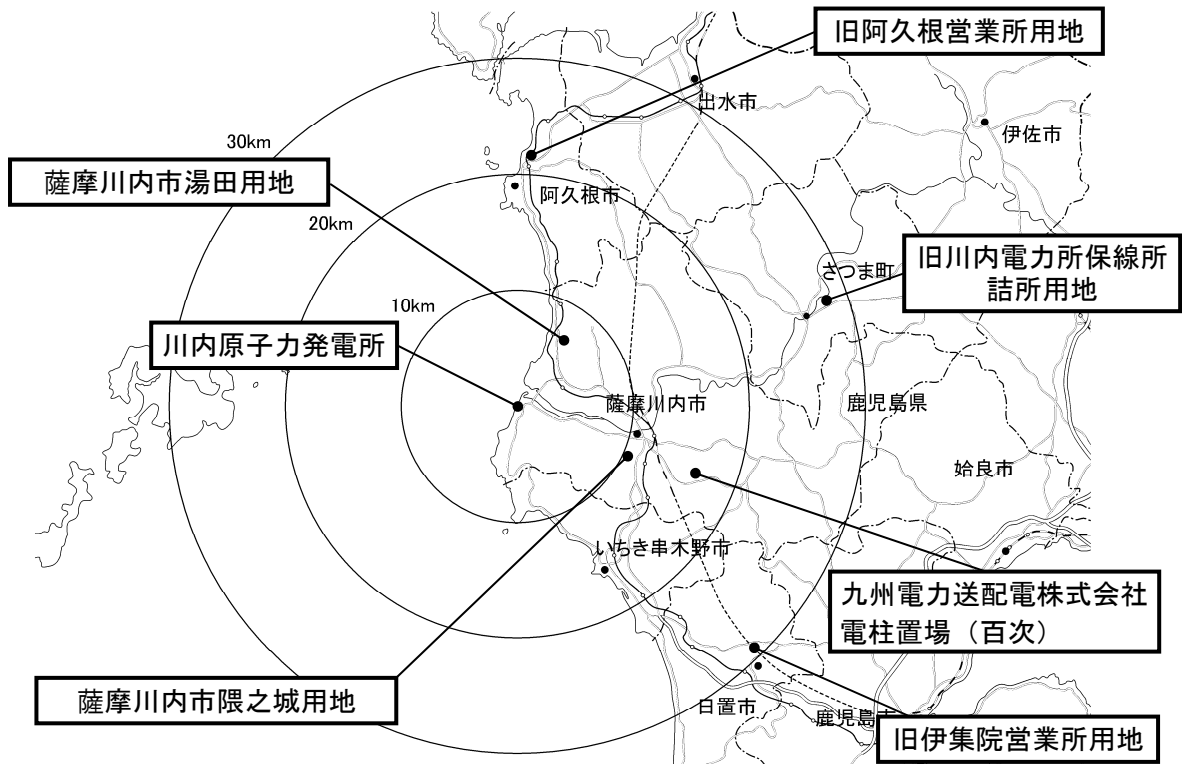 旧阿久根営業所用地
出水市
伊佐市
30km
薩摩川内市湯田用地
阿久根市
20km
旧川内電力所保線所
詰所用地
さつま町
10km
川内原子力発電所
薩摩川内市
鹿児島県
姶良市
いちき串木野市
九州電力送配電株式会社
電柱置場（百次）
薩摩川内市隈之城用地
日置市
鹿児島市
旧伊集院営業所用地